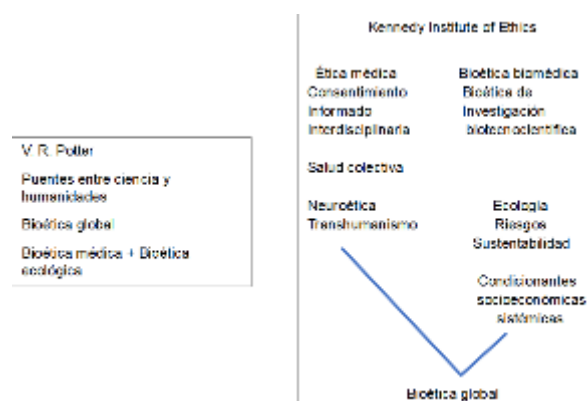 Kennedy Institute of Ethics
Ética médica
Consentimiento
Informado
Interdisciplinaria
Bioética biomédica
Bioética de
Investigación
biotecnocientífica
Salud colectiva
Neuroética
Transhumanismo
Ecología
Riesgos
Sustentabilidad
Condicionantes
socioeconómicas
sistémicas
Bioética global
V. R. Potter
Puentes entre ciencia y
humanidades
Bioética global
Bioética médica + Bioética
ecológica